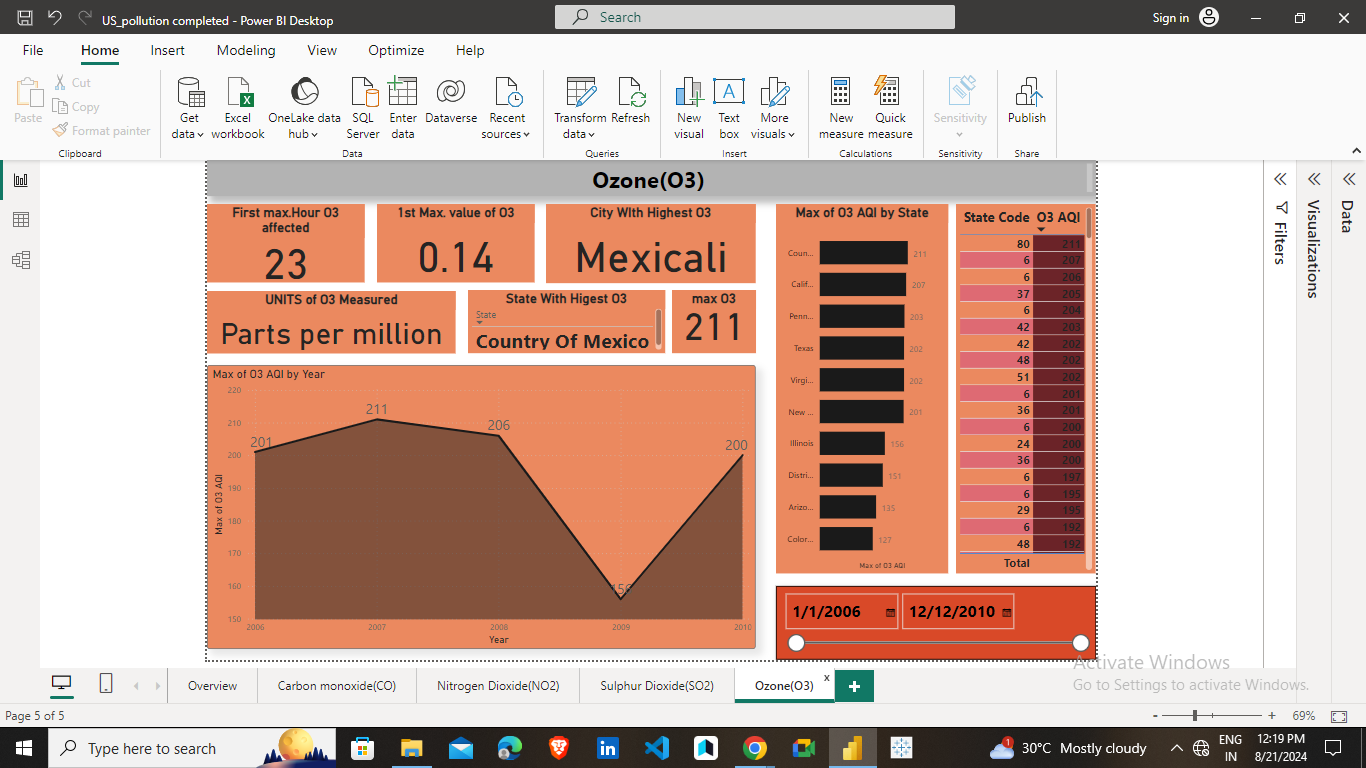 US_pollution completed - Power BI Desktop
Search
Sign in
File Home Insert Modeling View Optimize Help
Paste
Cut
Copy
Format painter
Clipboard
Get data
Excel workbook
OneLake data hub
SQL Server
Enter data
Dataverse
Recent sources
Data
Transform data
Refresh
Queries
New visual
Text box
More visuals
Insert
New measure
Quick measure
Calculations
Sensitivity
Sensitivity
Publish
Share
Ozone(O3)
First max.Hour O3
affected
23
1st Max. value of O3
0.14
City WIth Highest O3
Mexicali
UNITS of O3 Measured
Parts per million
State With Higest O3
State
Country Of Mexico
max O3
211
Max of O3 AQI by Year
220
210
200
190
180
170
160
150
Max of O3 AQI
201
211
206
156
200
2006 2007 2008 2009 2010
Year
Max of O3 AQI by State
Coun... 211
Calif... 207
Penn... 203
Texas 202
Virgi... 202
New ... 201
Illinois 156
Distri... 151
Arizo... 135
Color... 127
Max of O3 AQI
State Code O3 AQI
80 211
6 207
6 206
37 205
6 204
42 203
42 202
48 202
51 202
6 201
36 201
6 200
24 200
36 200
6 197
6 195
29 195
6 192
48 192
Total
1/1/2006
12/12/2010
Filters
Visualizations
Data
Activate Windows
Go to Settings to activate Windows.
Overview
Carbon monoxide(CO)
Nitrogen Dioxide(NO2)
Sulphur Dioxide(SO2)
Ozone(O3)
x
+
Page 5 of 5
- + 69%
Type here to search
1
30°C Mostly cloudy
ENG
IN
12:19 PM
8/21/2024